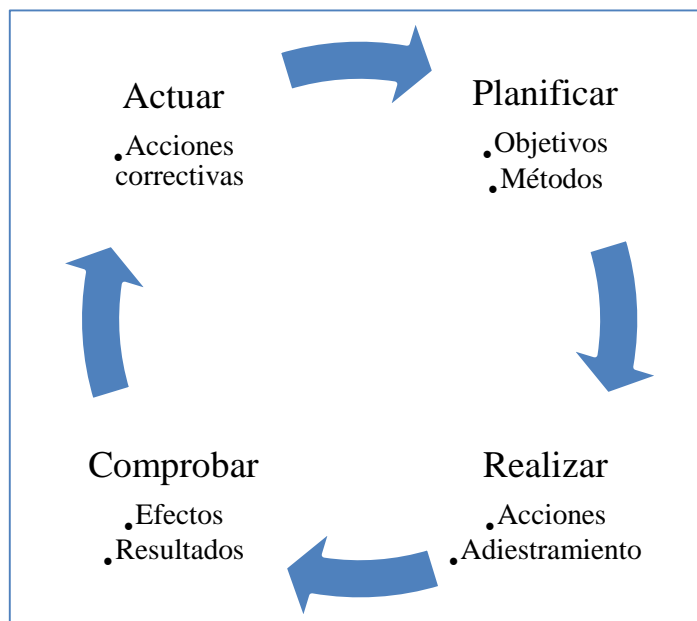 Actuar
•Acciones
correctivas
Planificar
•Objetivos
•Métodos
Comprobar
•Efectos
•Resultados
Realizar
•Acciones
•Adiestramiento